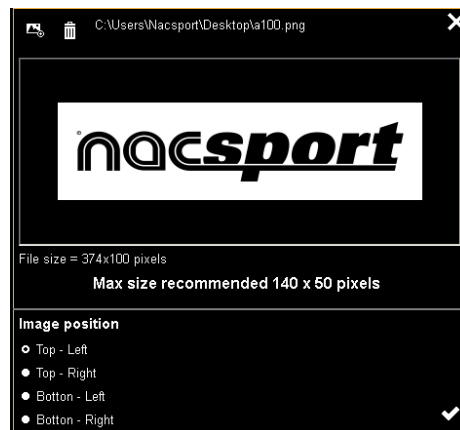 C:\Users\Nacsport\Desktop\a100.png
nacsport
File size = 374x100 pixels
Max size recommended 140 x 50 pixels
Image position
Top - Left
Top - Right
Botton - Left
Botton - Right